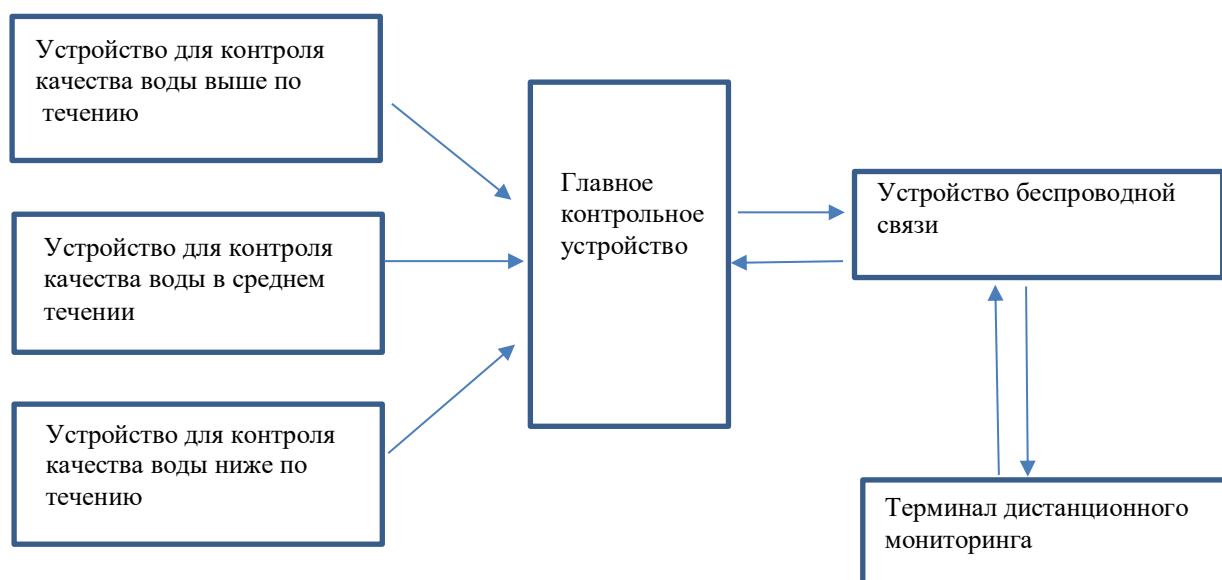 Устройство для контроля
качества воды выше по
течению
Устройство для контроля
качества воды в среднем
течении
Устройство для контроля
качества воды ниже по
течению
Главное
контрольное
устройство
Устройство беспроводной
связи
Терминал дистанционного
мониторинга